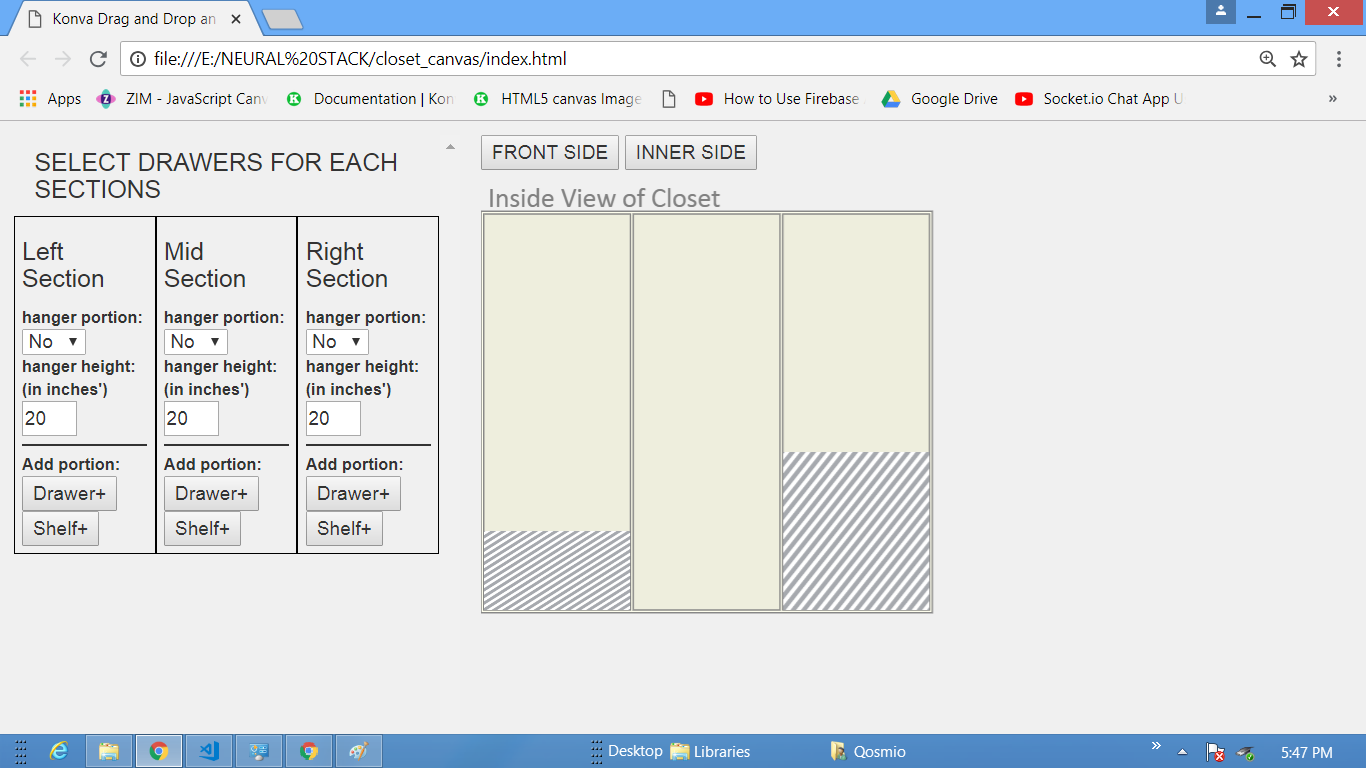 Konva Drag and Drop an
file:///E:/NEURAL%20STACK/closet_canvas/index.html
Apps
ZIM - JavaScript Canv
Documentation | Kon
HTML5 canvas Image
How to Use Firebase
Google Drive
Socket.io Chat App U
SELECT DRAWERS FOR EACH
SECTIONS
Left
Section
hanger portion:
No
hanger height:
(in inches')
20
Add portion:
Drawer+
Shelf+
Mid
Section
hanger portion:
No
hanger height:
(in inches')
20
Add portion:
Drawer+
Shelf+
Right
Section
hanger portion:
No
hanger height:
(in inches')
20
Add portion:
Drawer+
Shelf+
FRONT SIDE
INNER SIDE
Inside View of Closet
Desktop
Libraries
Qosmio
5:47 PM